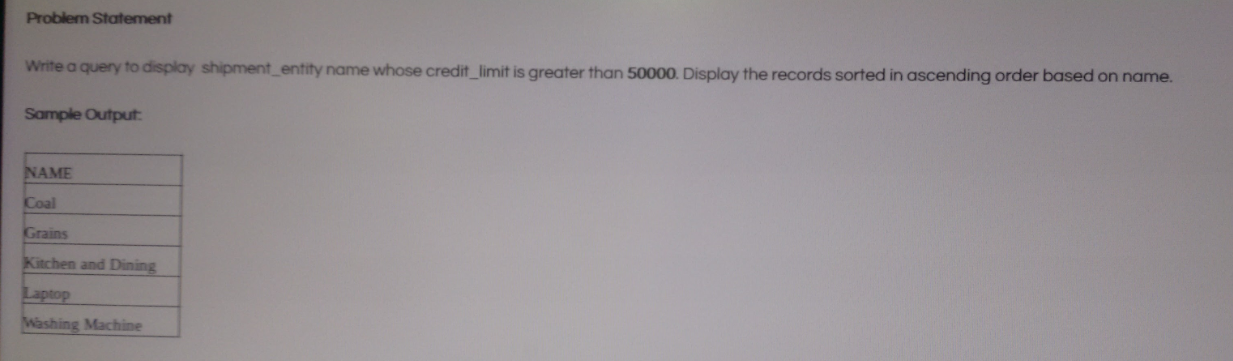 Problem Statement
Write a query to display shipment_entity name whose credit_limit is greater than 50000. Display the records sorted in ascending order based on name.
Sample Output:
NAME
Coal
Grains
Kitchen and Dining
Laptop
Washing Machine